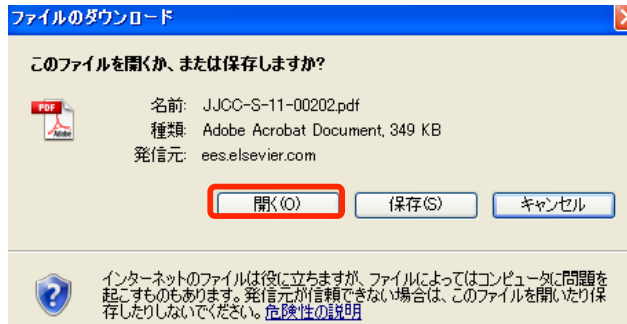 ファイルのダウンロード
このファイルを開くか、または保存しますか?
PDF
Adobe
名前: JJCC-S-11-00202.pdf
種類: Adobe Acrobat Document, 349 KB
発信元: ees.elsevier.com
開く(O) 保存(S) キャンセル
インターネットのファイルは役に立ちますが、ファイルによってはコンピュータに問題を
起こすものもあります。発信元が信頼できない場合は、このファイルを開いたり保
存したりしないでください。危険性の説明